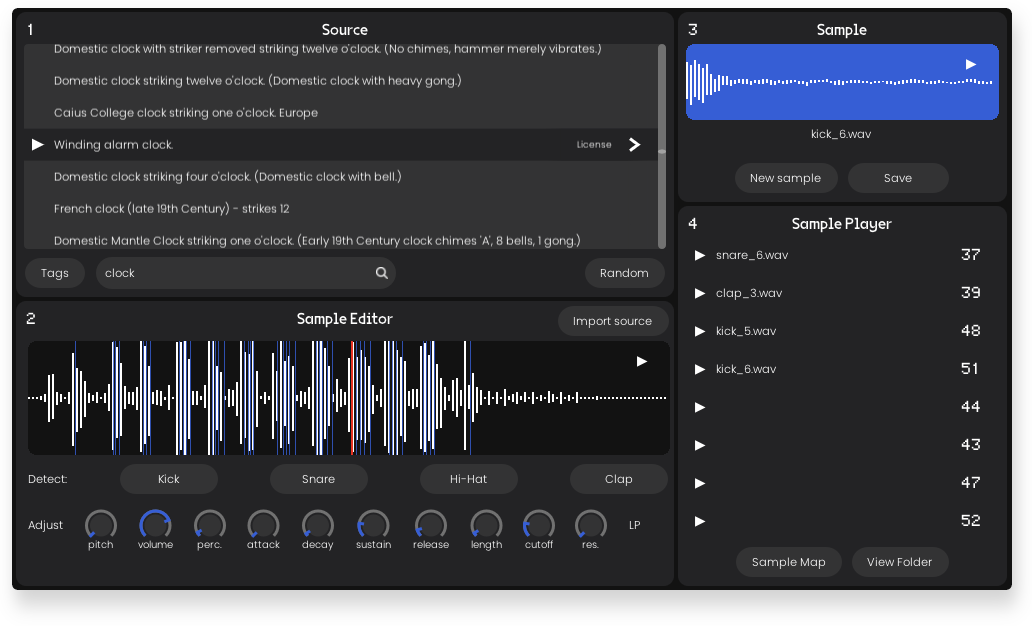 1
Source
Domestic clock with striker removed striking twelve o'clock. (No chimes, hammer merely vibrates.)
Domestic clock striking twelve o'clock. (Domestic clock with heavy gong.)
Caius College clock striking one o'clock. Europe
Winding alarm clock. License
Domestic clock striking four o'clock. (Domestic clock with bell.)
French clock (late 19th Century) - strikes 12
Domestic Mantle Clock striking one o'clock. (Early 19th Century clock chimes 'A', 8 bells, 1 gong.)
Tags
clock
Random
2
Sample Editor
Import source
Detect: Kick Snare Hi-Hat Clap
Adjust pitch volume perc. attack decay sustain release length cutoff res. LP
3
Sample
kick_6.wav
New sample Save
4
Sample Player
snare_6.wav 37
clap_3.wav 39
kick_5.wav 48
kick_6.wav 51
44
43
47
52
Sample Map View Folder